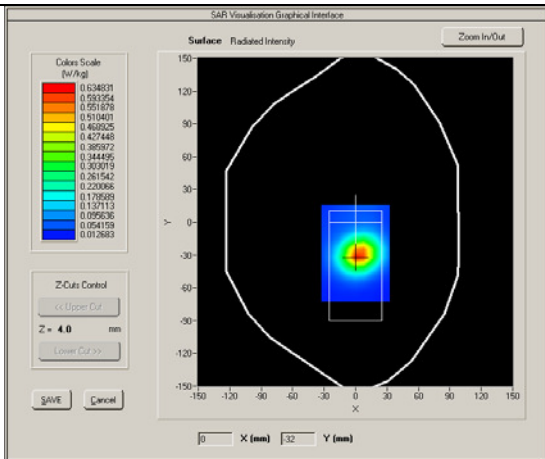 SAR Visualisation Graphical Interface
Surface Radiated Intensity
Zoom In/Out
Colors Scale
(W/kg)
0.634831
0.593354
0.551878
0.510401
0.468925
0.427448
0.385972
0.344495
0.303019
0.261542
0.220066
0.178589
0.137113
0.095636
0.054159
0.012683
150-
120-
90-
60-
30-
0-
-30-
-60-
-90-
-120-
-150-
Y
-150 -120 -90 -60 -30 0 30 60 90 120 150
X
Z-Cuts Control
<< Upper Cut
Z = 4.0 mm
Lower Cut >>
SAVE Cancel
0 X (mm) -32 Y (mm)